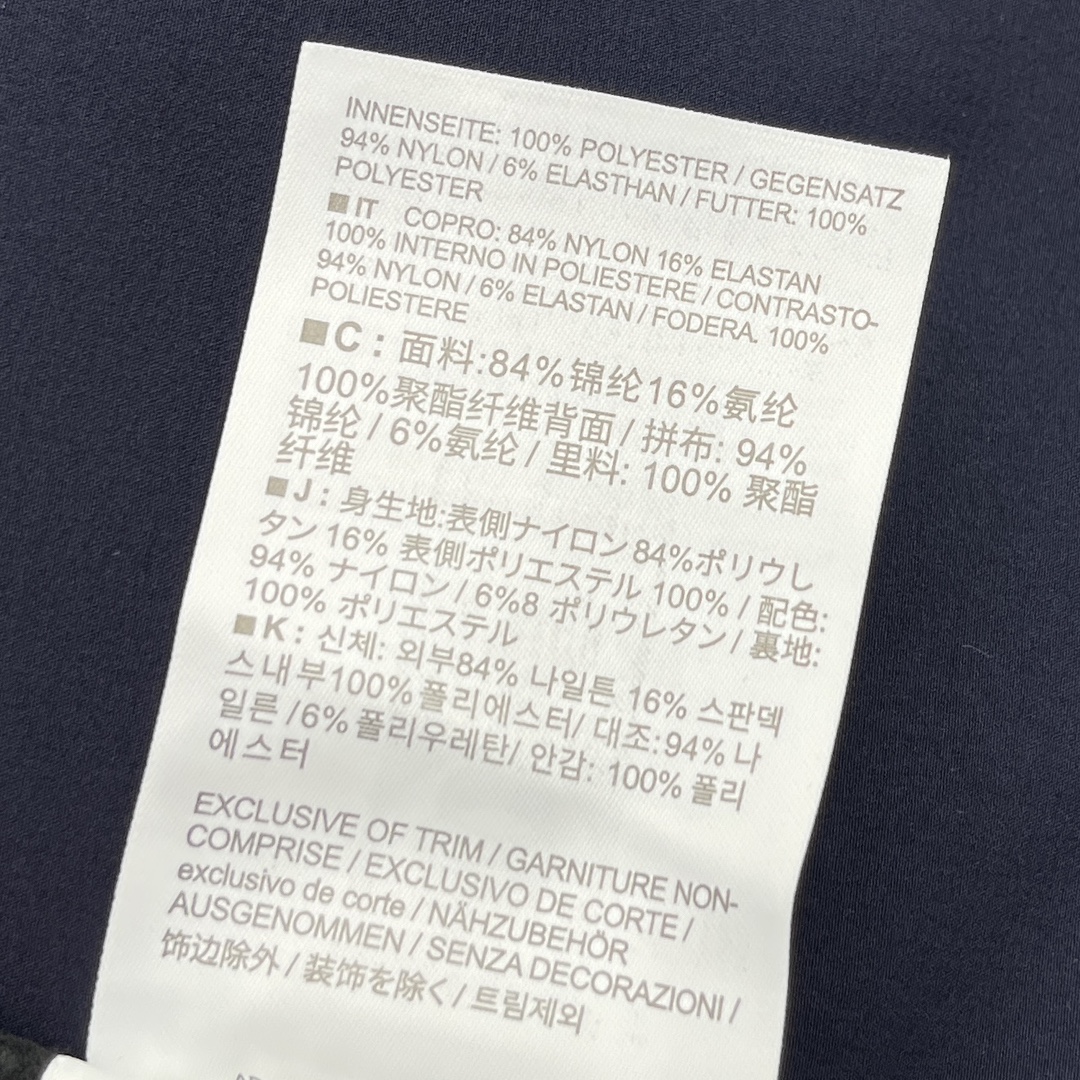 INNENSEITE: 100% POLYESTER / GEGENSATZ
94% NYLON / 6% ELASTHAN / FUTTER: 100%
POLYESTER
■IT COPRO: 84% NYLON 16% ELASTAN
100% INTERNO IN POLIESTERE / CONTRASTO-
94% NYLON / 6% ELASTAN / FODERA. 100%
POLIESTERE
■C : 面料:84%锦纶16%氨纶
100%聚酯纤维背面 / 拼布: 94%
锦纶 / 6%氨纶 / 里料: 100% 聚酯
纤维
■J : 身生地:表側ナイロン84%ポリウし
タン 16% 表側ポリエステル 100% / 配色:
94% ナイロン / 6%8 ポリウレタン / 裏地:
100% ポリエステル
■K : 신체: 외부84% 나일튼 16% 스판덱
스내부100% 폴리에스터/ 대조:94% 나
일른 /6% 폴리우레탄/ 안감: 100% 폴리
에스터
EXCLUSIVE OF TRIM / GARNITURE NON-
COMPRISE / EXCLUSIVO DE CORTE /
exclusivo de corte / NÄHZUBEHÖR
AUSGENOMMEN / SENZA DECORAZIONI /
饰边除外 / 装飾を除く / 트림제외